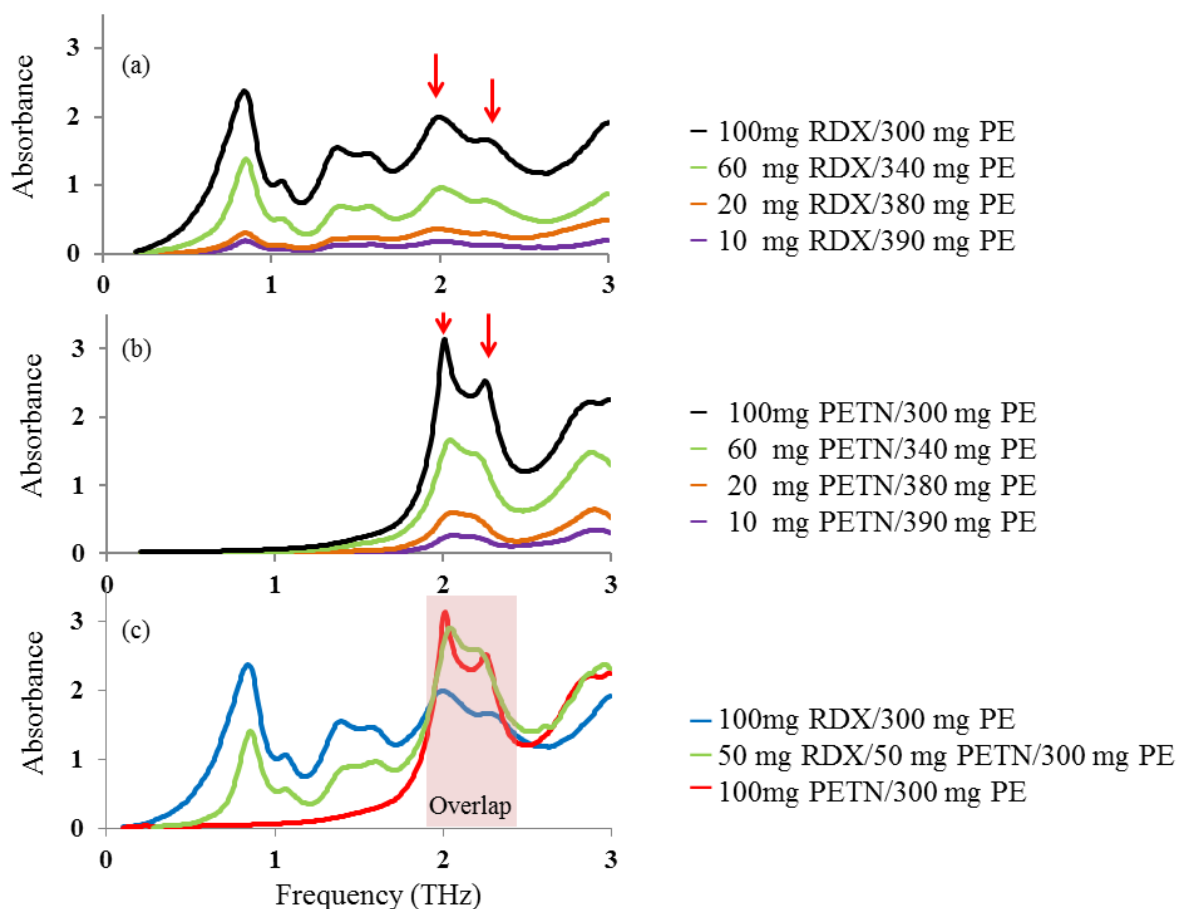 Absorbance
3
2
1
0
(a)
0
1
2
3
100mg RDX/300 mg PE
60 mg RDX/340 mg PE
20 mg RDX/380 mg PE
10 mg RDX/390 mg PE
Absorbance
3
2
1
0
(b)
0
1
2
3
100mg PETN/300 mg PE
60 mg PETN/340 mg PE
20 mg PETN/380 mg PE
10 mg PETN/390 mg PE
Absorbance
3
2
1
0
(c)
Overlap
0
1
2
3
Frequency (THz)
100mg RDX/300 mg PE
50 mg RDX/50 mg PETN/300 mg PE
100mg PETN/300 mg PE